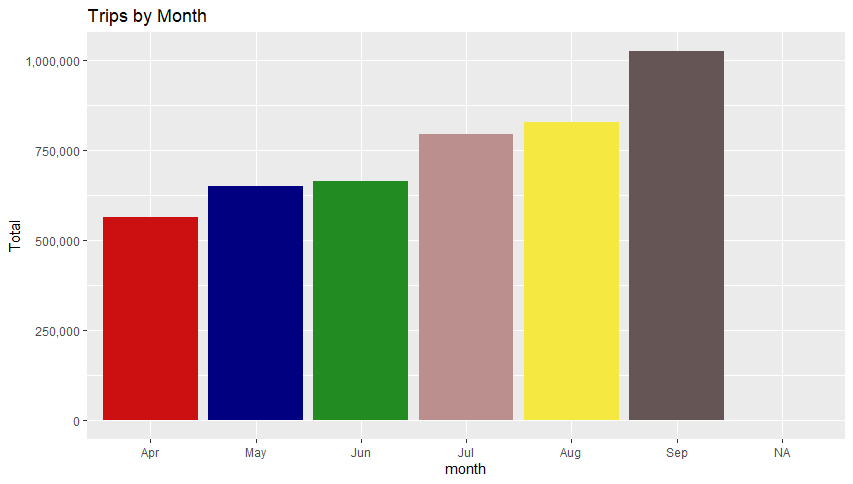 Trips by Month
Total
1,000,000
750,000
500,000
250,000
0
Apr May Jun Jul Aug Sep NA
month